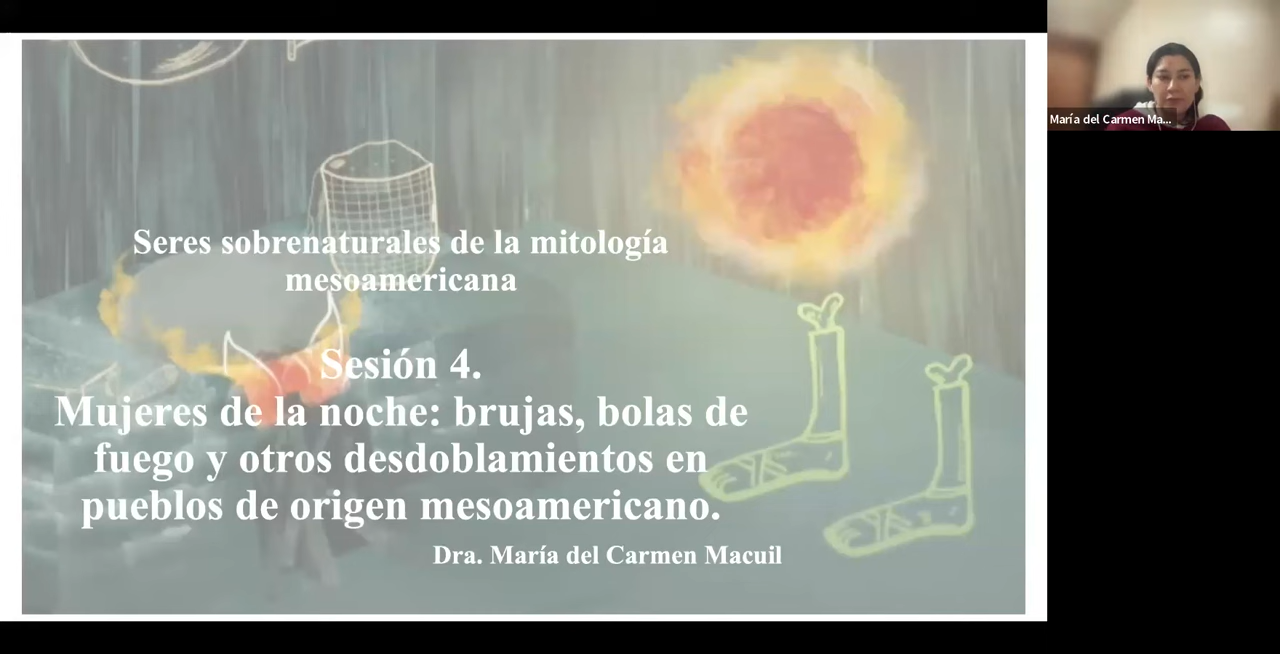 Seres sobrenaturales de la mitología
mesoamericana
Sesión 4.
Mujeres de la noche: brujas, bolas de
fuego y otros desdoblamientos en
pueblos de origen mesoamericano.
Dra. María del Carmen Macuil
María del Carmen Ma...